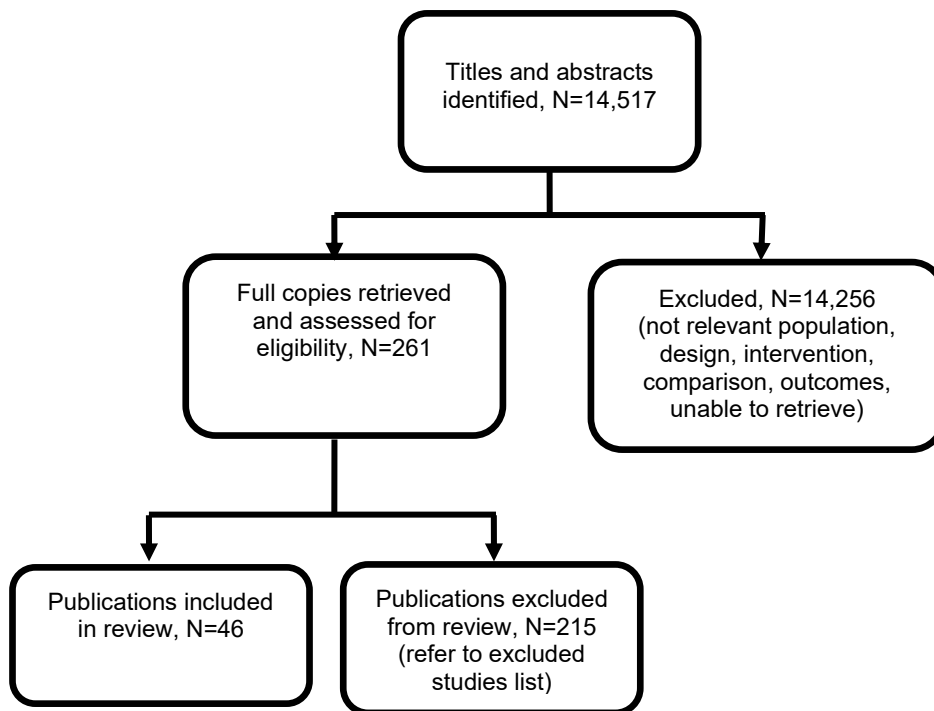 Titles and abstracts
identified, N=14,517
Full copies retrieved
and assessed for
eligibility, N=261
Excluded, N=14,256
(not relevant population,
design, intervention,
comparison, outcomes,
unable to retrieve)
Publications included
in review, N=46
Publications excluded
from review, N=215
(refer to excluded
studies list)